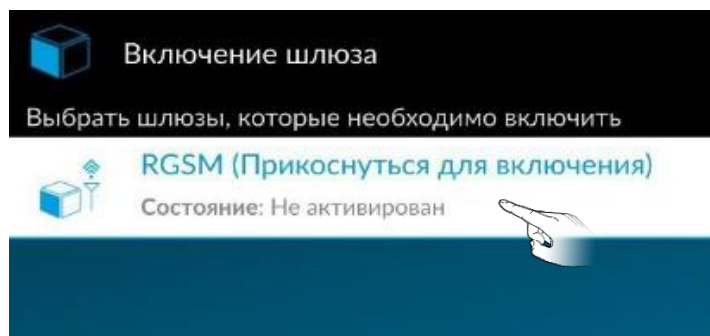 Включение шлюза
Выбрать шлюзы, которые необходимо включить
RGSM (Прикоснуться для включения)
Состояние: Не активирован